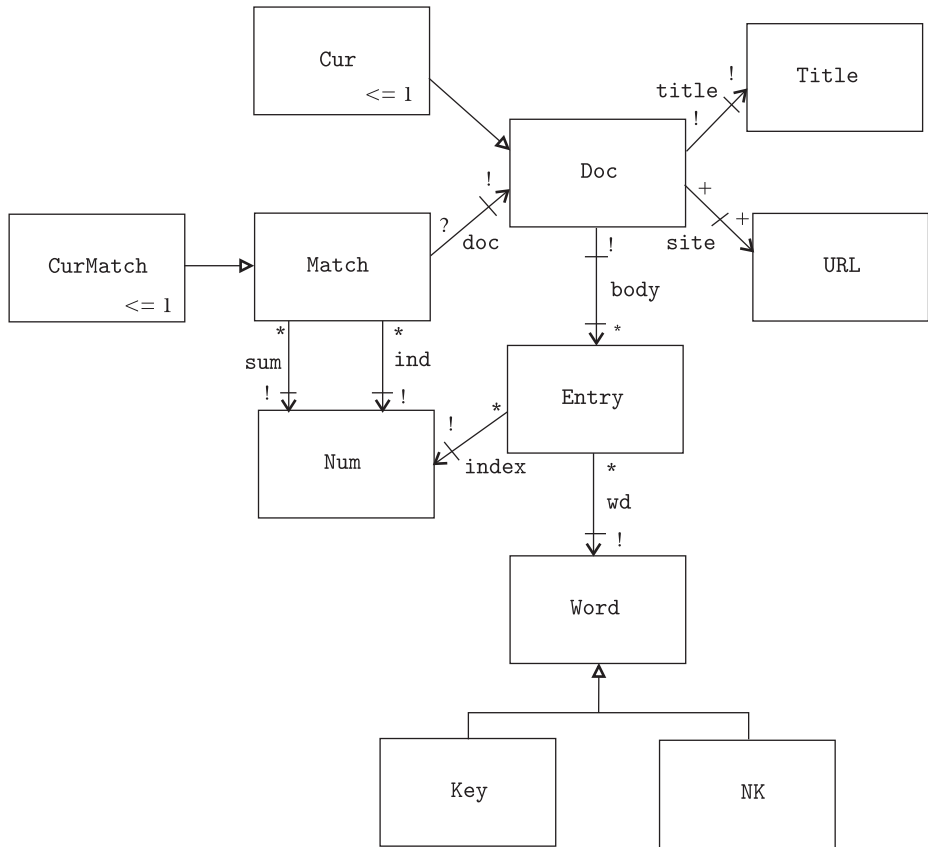 Cur
<= 1
Title
title
!
!
Doc
!
?
doc
+
+
site
URL
CurMatch
<= 1
Match
!
body
*
*
*
sum
ind
!
!
Entry
*
!
index
Num
*
wd
!
Word
Key
NK